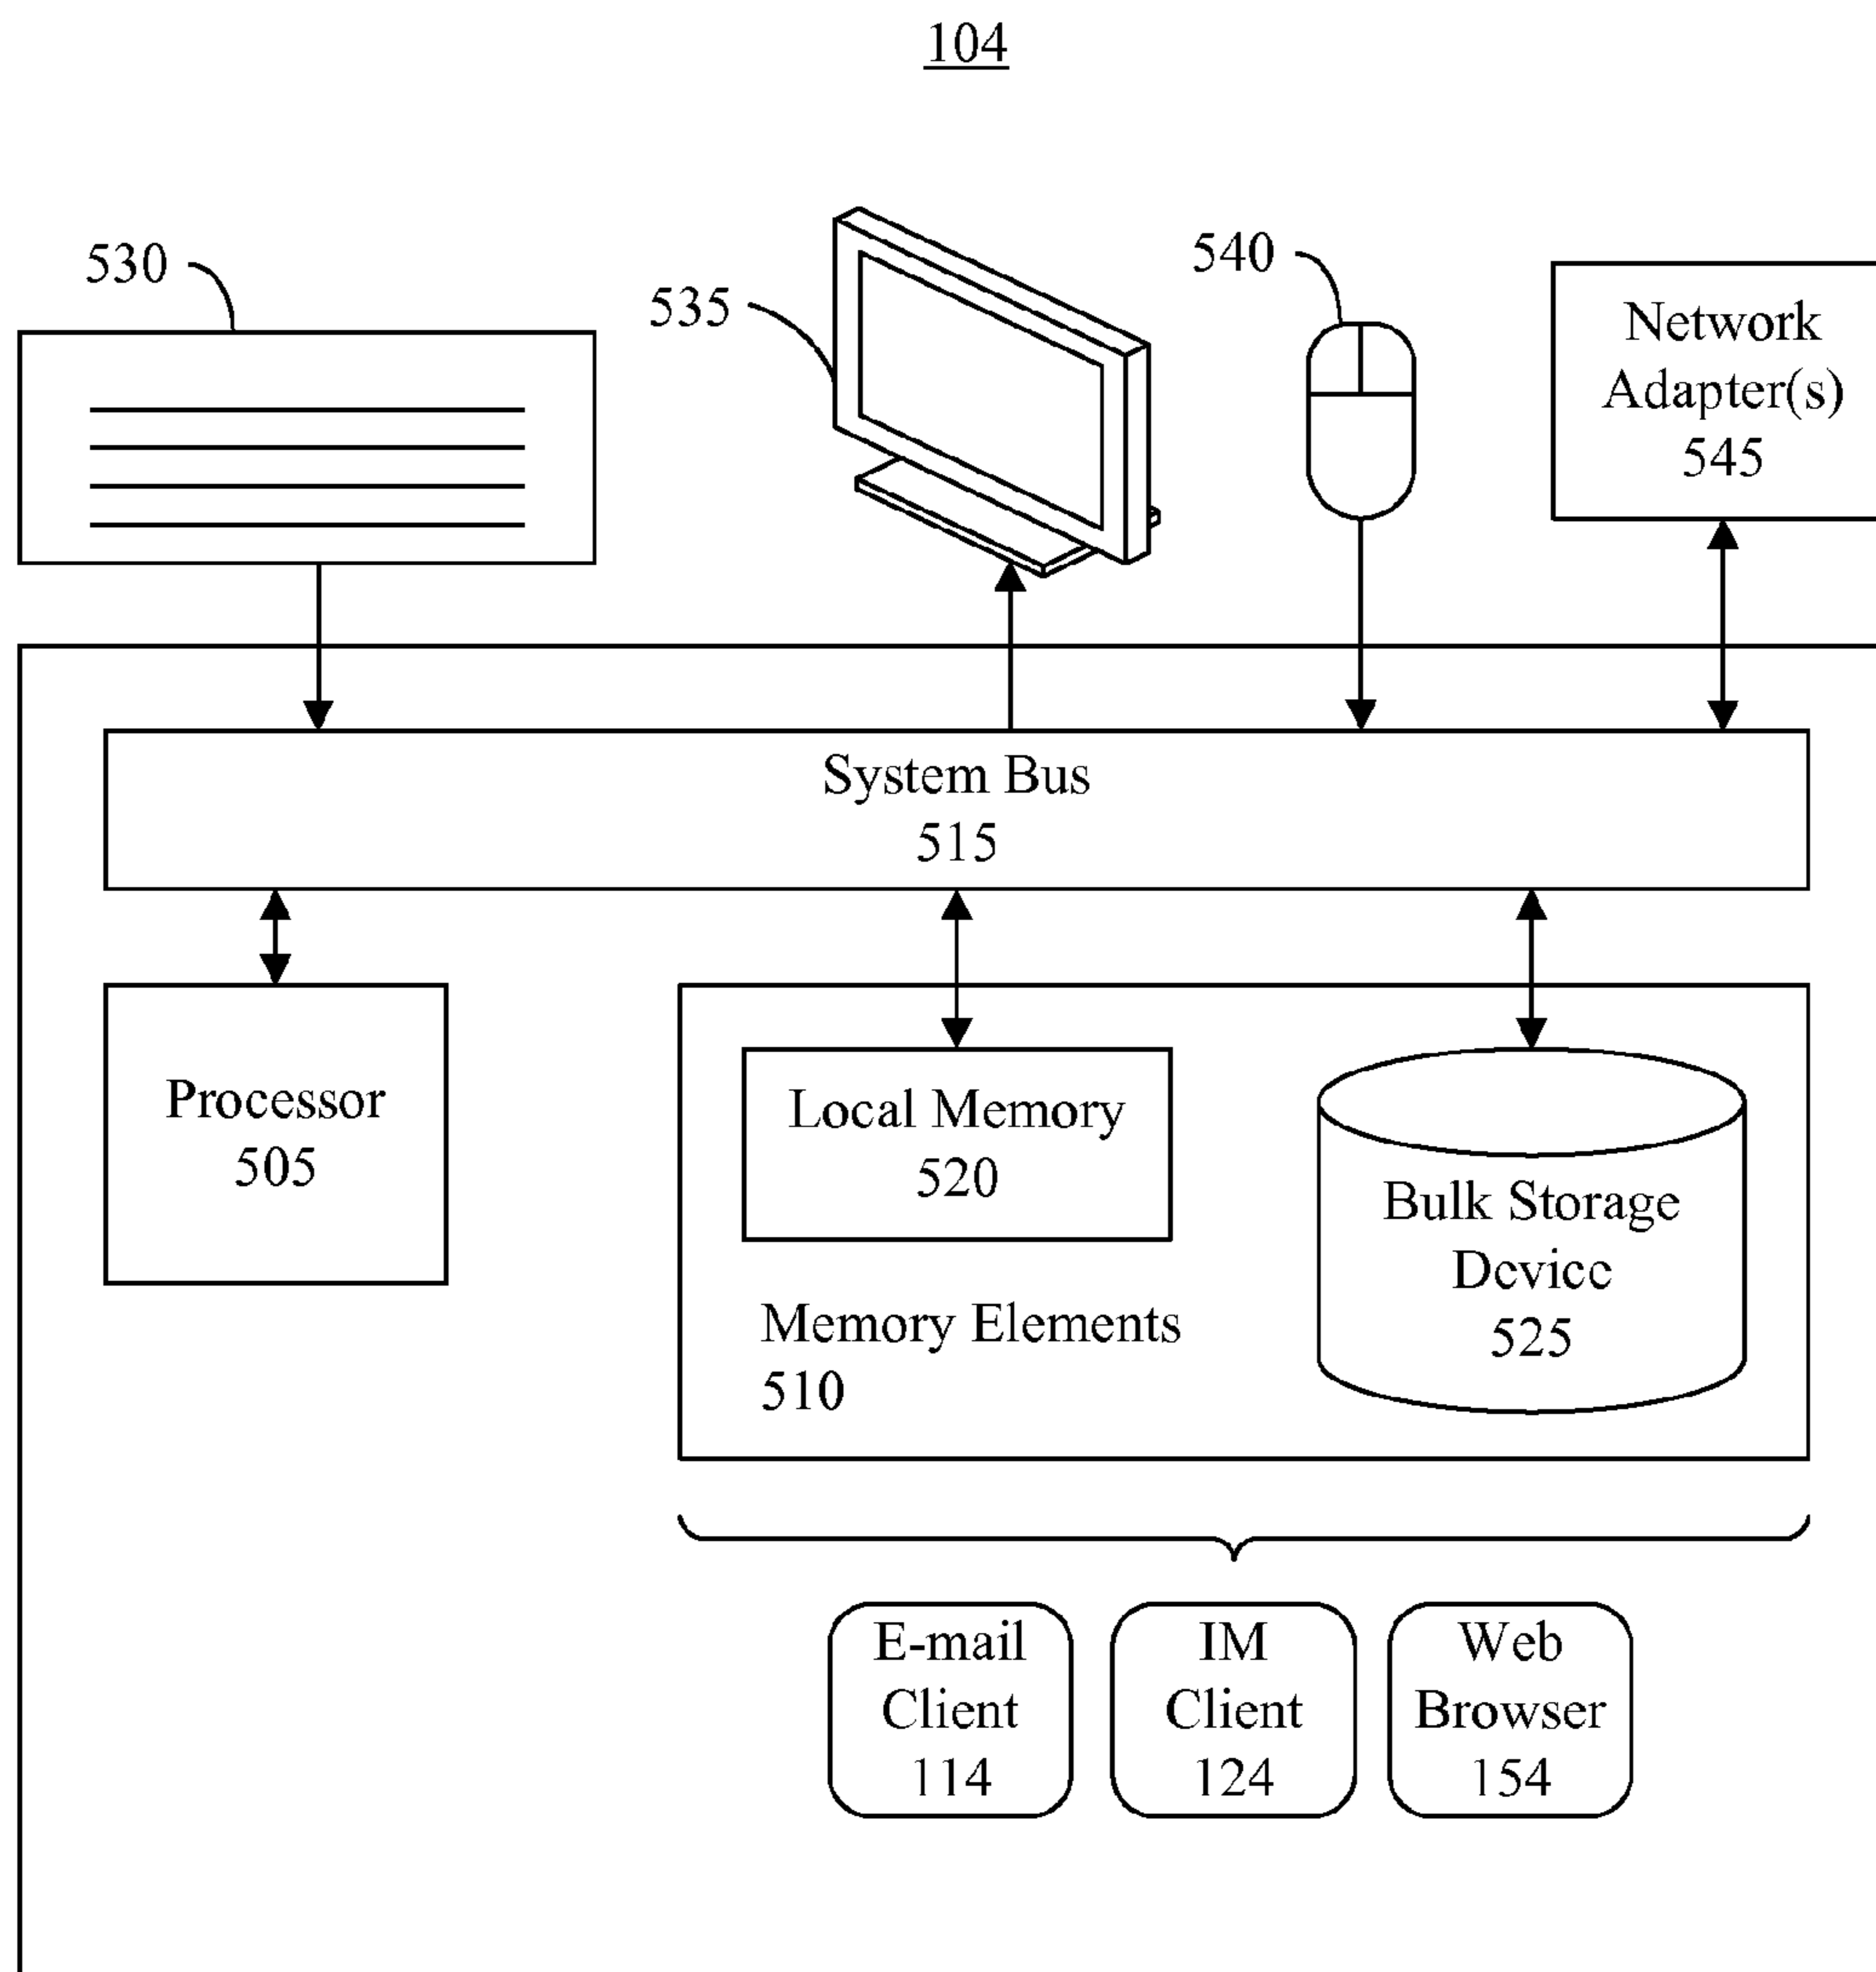 104
530
535
540
Network
Adapter(s)
545
System Bus
515
Processor
505
Local Memory
520
Bulk Storage
Device
525
Memory Elements
510
E-mail
Client
114
IM
Client
124
Web
Browser
154